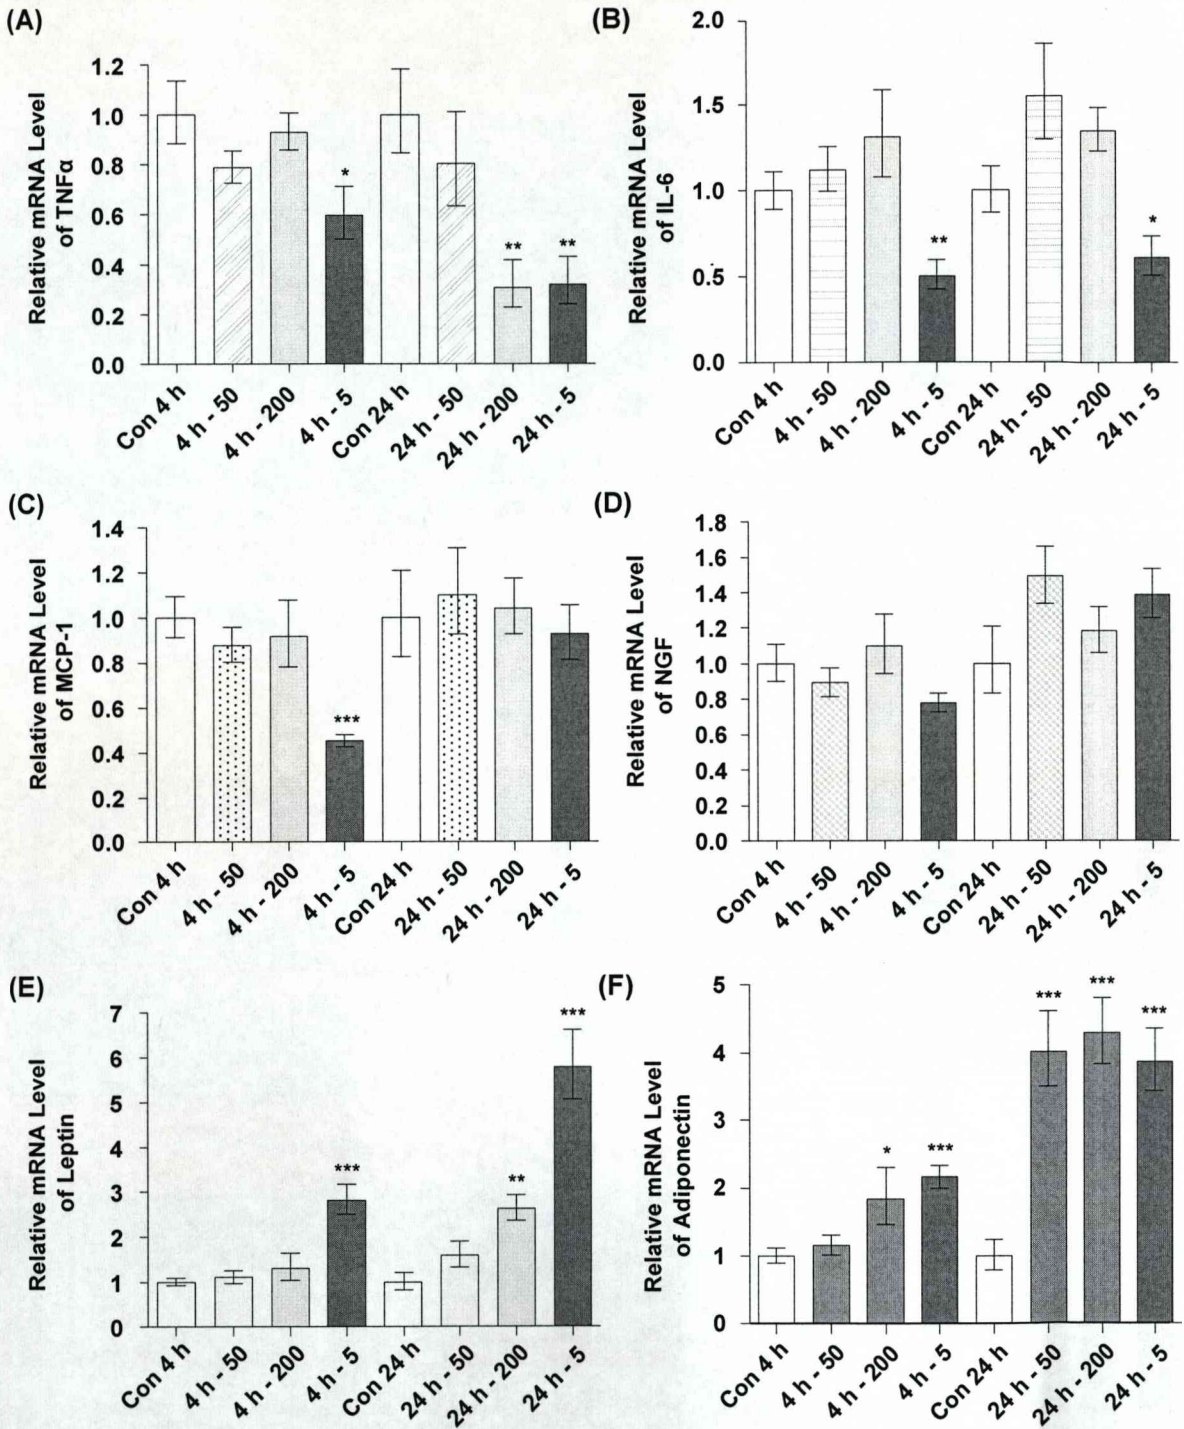 (A)
Relative mRNA Level
of TNFα
1.2
1.0
0.8
0.6
0.4
0.2
0.0
*
**
**
Con 4 h
4 h - 50
4 h - 200
4 h - 5
Con 24 h
24 h - 50
24 h - 200
24 h - 5
(B)
Relative mRNA Level
of IL-6
2.0
1.5
1.0
0.5
0.0
**
*
Con 4 h
4 h - 50
4 h - 200
4 h - 5
Con 24 h
24 h - 50
24 h - 200
24 h - 5
(C)
Relative mRNA Level
of MCP-1
1.4
1.2
1.0
0.8
0.6
0.4
0.2
0.0
***
Con 4 h
4 h - 50
4 h - 200
4 h - 5
Con 24 h
24 h - 50
24 h - 200
24 h - 5
(D)
Relative mRNA Level
of NGF
1.8
1.6
1.4
1.2
1.0
0.8
0.6
0.4
0.2
0.0
Con 4 h
4 h - 50
4 h - 200
4 h - 5
Con 24 h
24 h - 50
24 h - 200
24 h - 5
(E)
Relative mRNA Level
of Leptin
7
6
5
4
3
2
1
0
***
**
***
Con 4 h
4 h - 50
4 h - 200
4 h - 5
Con 24 h
24 h - 50
24 h - 200
24 h - 5
(F)
Relative mRNA Level
of Adiponectin
5
4
3
2
1
0
*
***
***
***
***
Con 4 h
4 h - 50
4 h - 200
4 h - 5
Con 24 h
24 h - 50
24 h - 200
24 h - 5